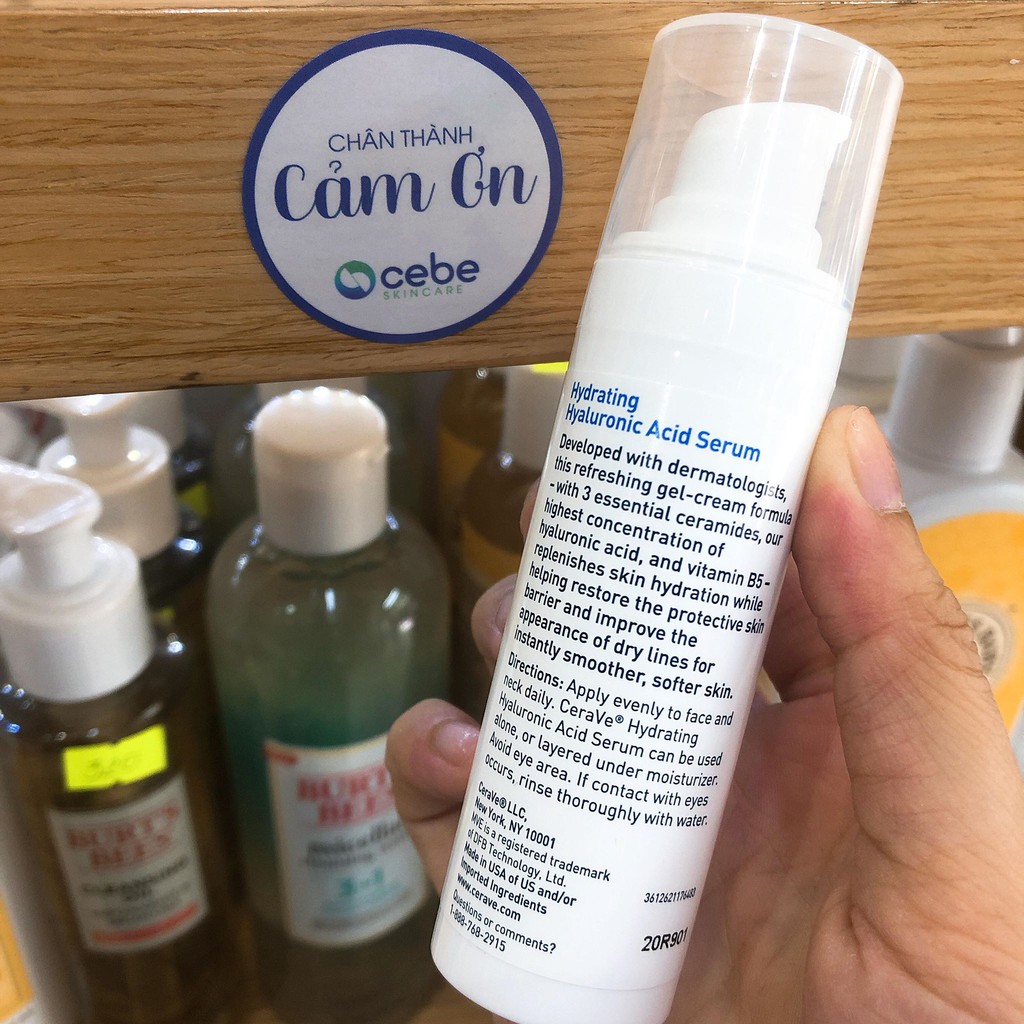 CHÂN THÀNH
Cảm Ơn
cebe
SKINCARE
Hydrating
Hyaluronic Acid Serum
Developed with dermatologists,
this refreshing gel-cream formula
- with 3 essential ceramides, our
highest concentration of
hyaluronic acid, and vitamin B5 -
replenishes skin hydration while
helping restore the protective skin
barrier and improve the
appearance of dry lines for
instantly smoother, softer skin.
Directions: Apply evenly to face and
neck daily. CeraVe® Hydrating
Hyaluronic Acid Serum can be used
alone, or layered under moisturizer.
Avoid eye area. If contact with eyes
occurs, rinse thoroughly with water.
CeraVe® LLC,
New York, NY 10001
MVE is a registered trademark
of DFB Technology, Ltd.
Made in USA of US and/or
Imported Ingredients
www.cerave.com
Questions or comments?
1-888-768-2915
20R901
BURT'S
BEES
CLEANSING
BURT'S
BEES
micellar
3in1